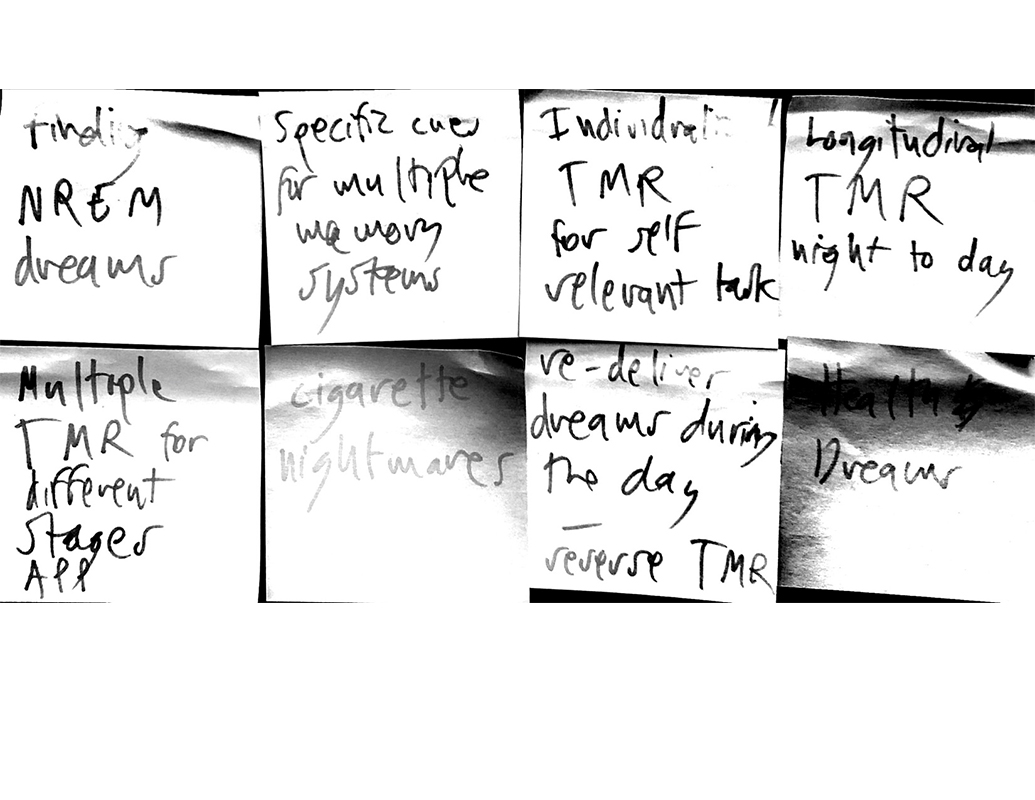 Finding
NREM
dreams
Specific cues
for multiple
memory
systems
Individual
TMR
for self
relevant task
Longitudinal
TMR
night to day
Multiple
TMR for
different
stages
APP
cigarette
nightmares
re-deliver
dreams during
the day
—
reverse TMR
Healthy
Dreams